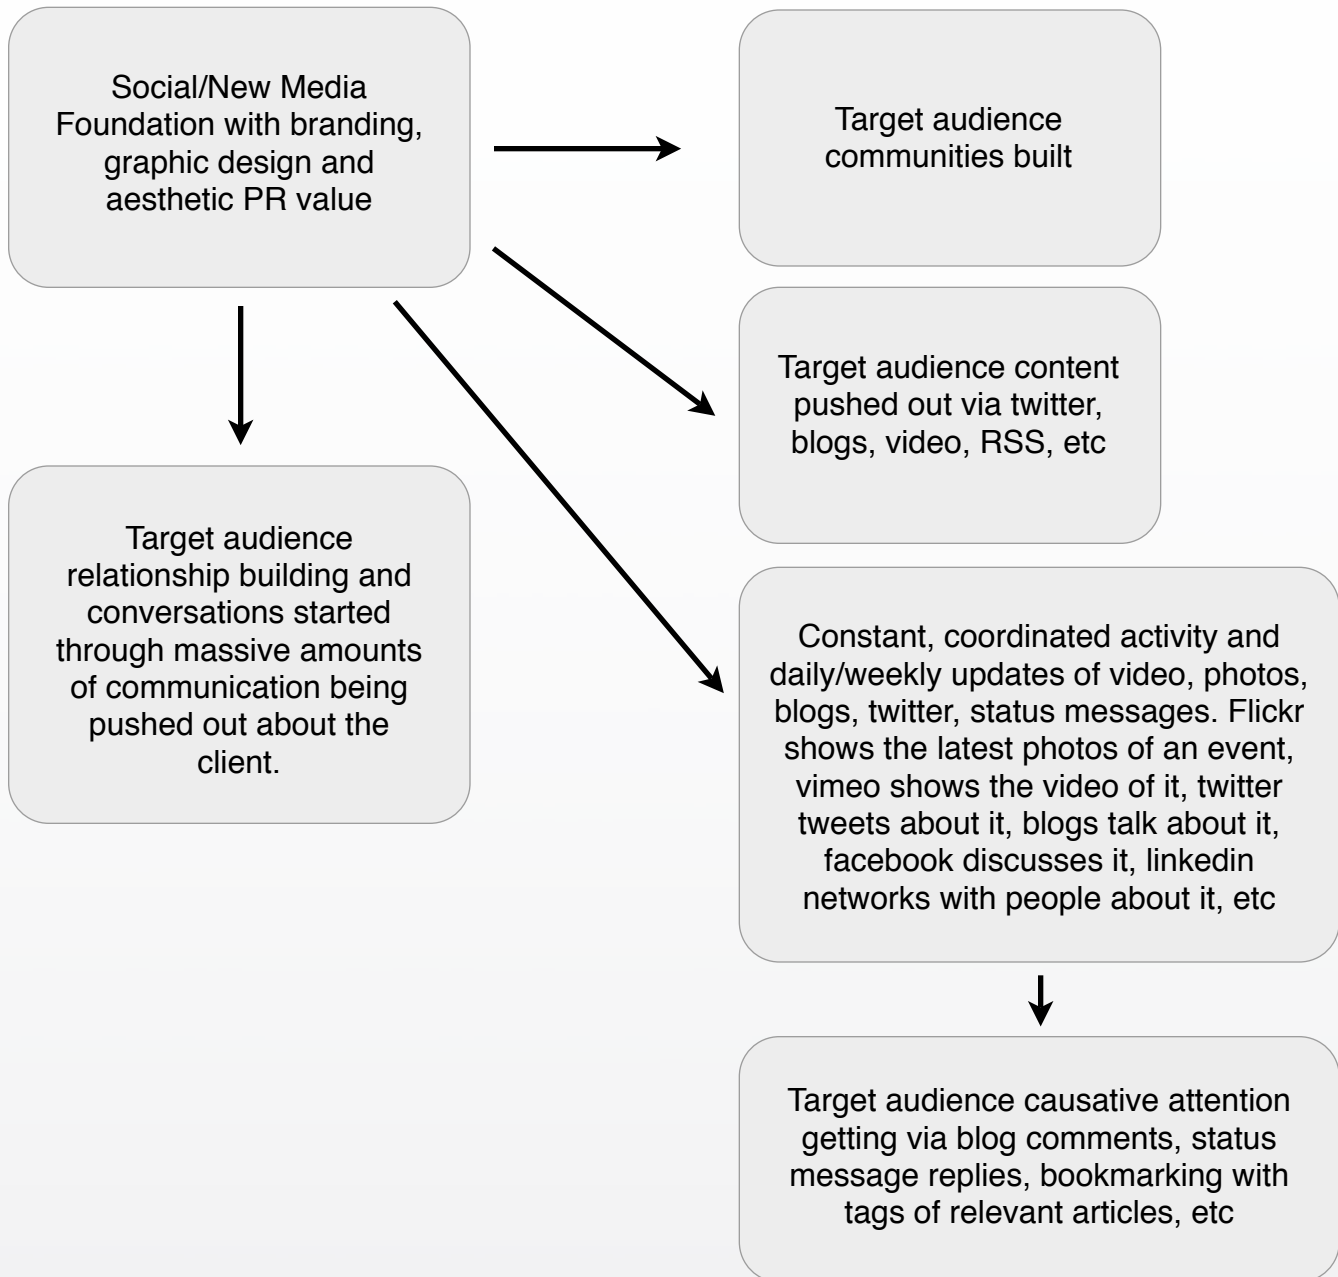 Social/New Media
Foundation with branding,
graphic design and
aesthetic PR value
Target audience
communities built
Target audience content
pushed out via twitter,
blogs, video, RSS, etc
Target audience
relationship building and
conversations started
through massive amounts
of communication being
pushed out about the
client.
Constant, coordinated activity and
daily/weekly updates of video, photos,
blogs, twitter, status messages. Flickr
shows the latest photos of an event,
vimeo shows the video of it, twitter
tweets about it, blogs talk about it,
facebook discusses it, linkedin
networks with people about it, etc
Target audience causative attention
getting via blog comments, status
message replies, bookmarking with
tags of relevant articles, etc